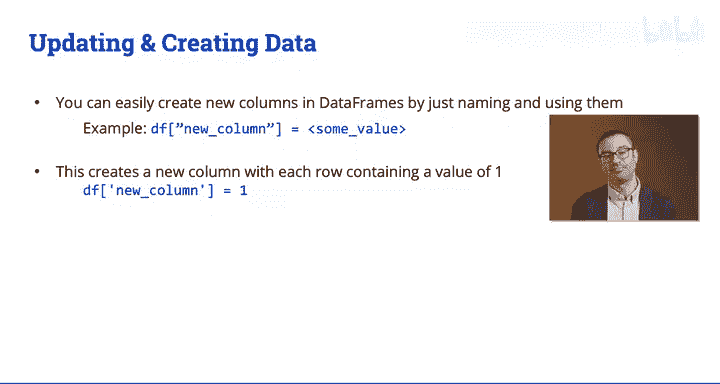 Updating & Creating Data
• You can easily create new columns in DataFrames by just naming and using them
Example: df[”new_column”] = <some_value>
• This creates a new column with each row containing a value of 1
df['new_column'] = 1